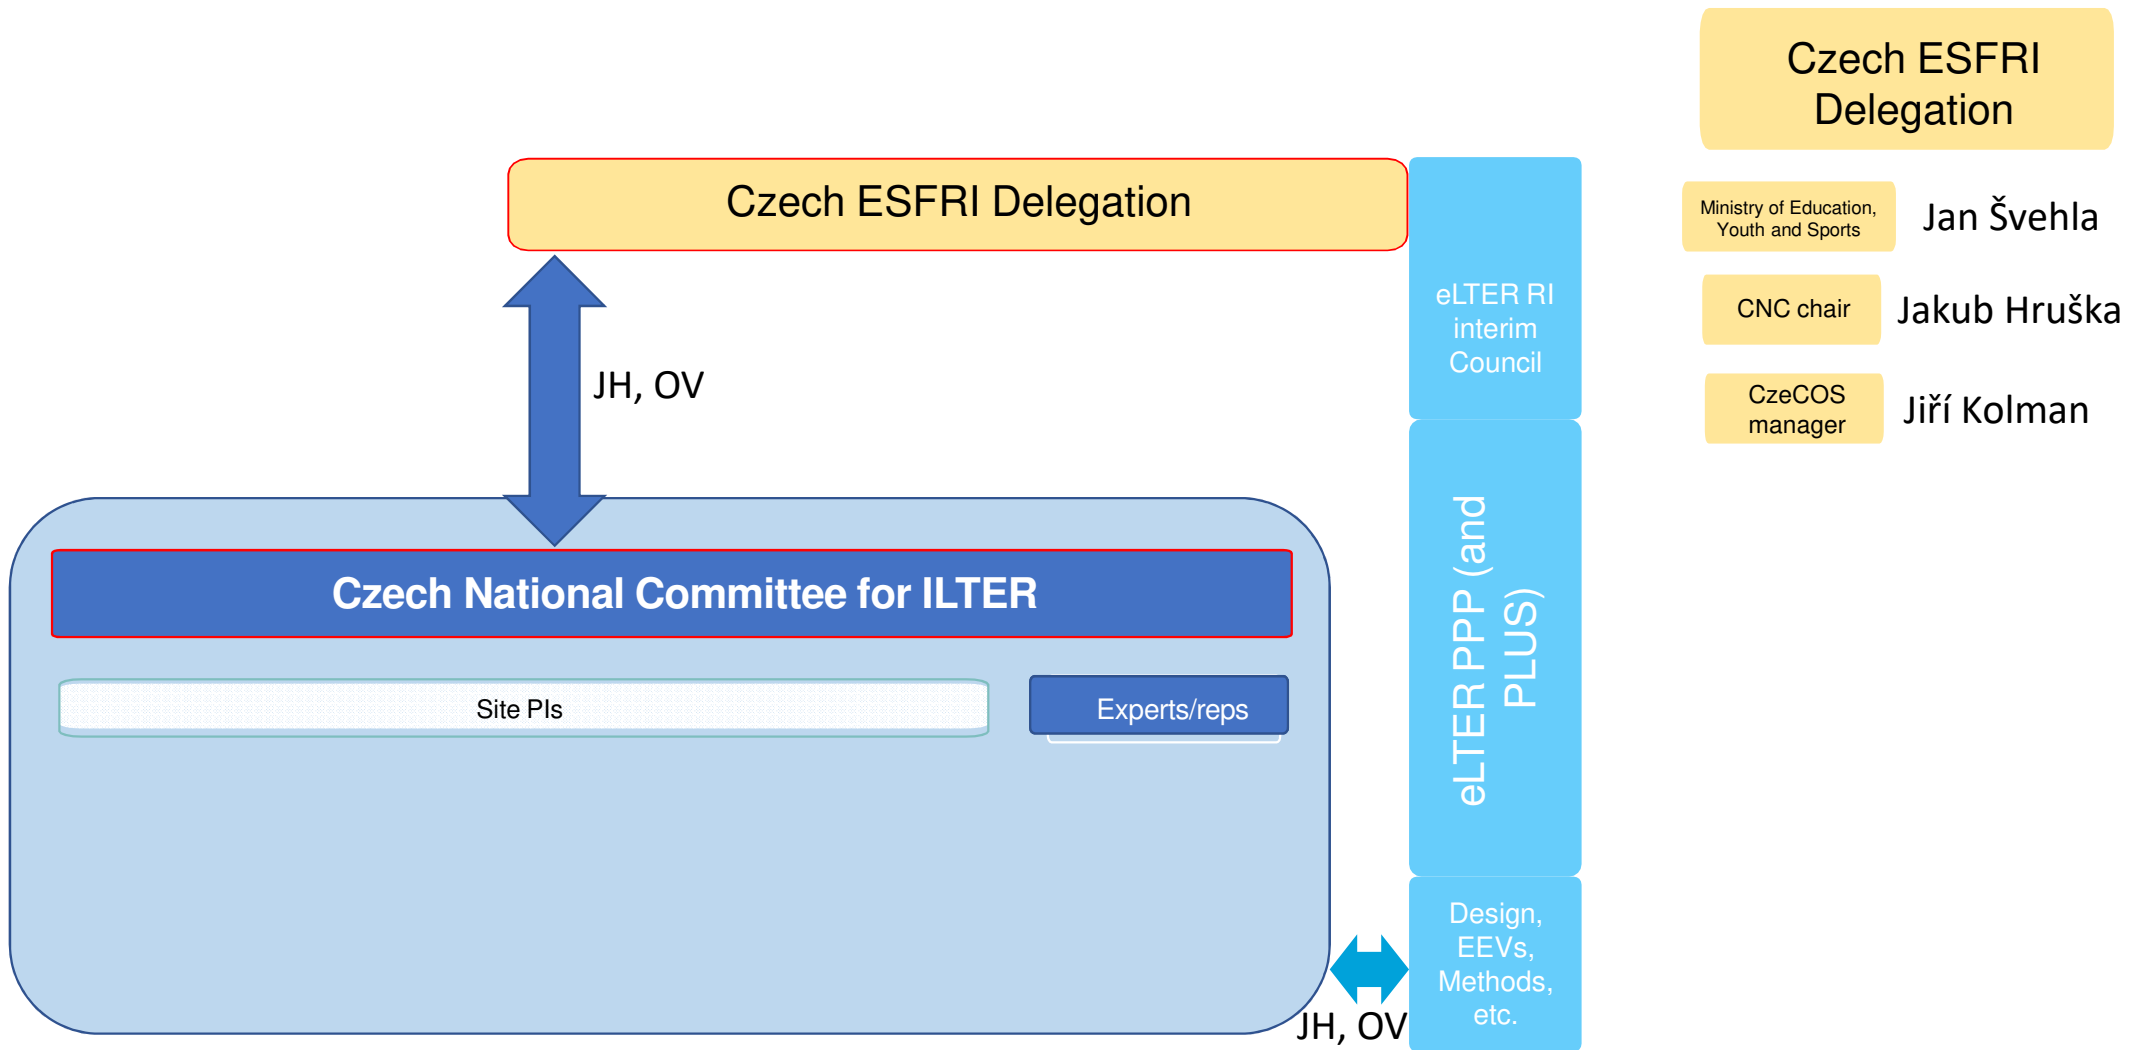 Czech ESFRI
Delegation
Czech ESFRI Delegation
Ministry of Education,
Youth and Sports
Jan Švehla
eLTER RI
interim
Council
CNC chair
Jakub Hruška
JH, OV
CzeCOS
manager
Jiří Kolman
eLTER PPP (and
PLUS)
Czech National Committee for ILTER
Site PIs
Experts/reps
Design,
EEVs,
Methods,
etc.
JH, OV